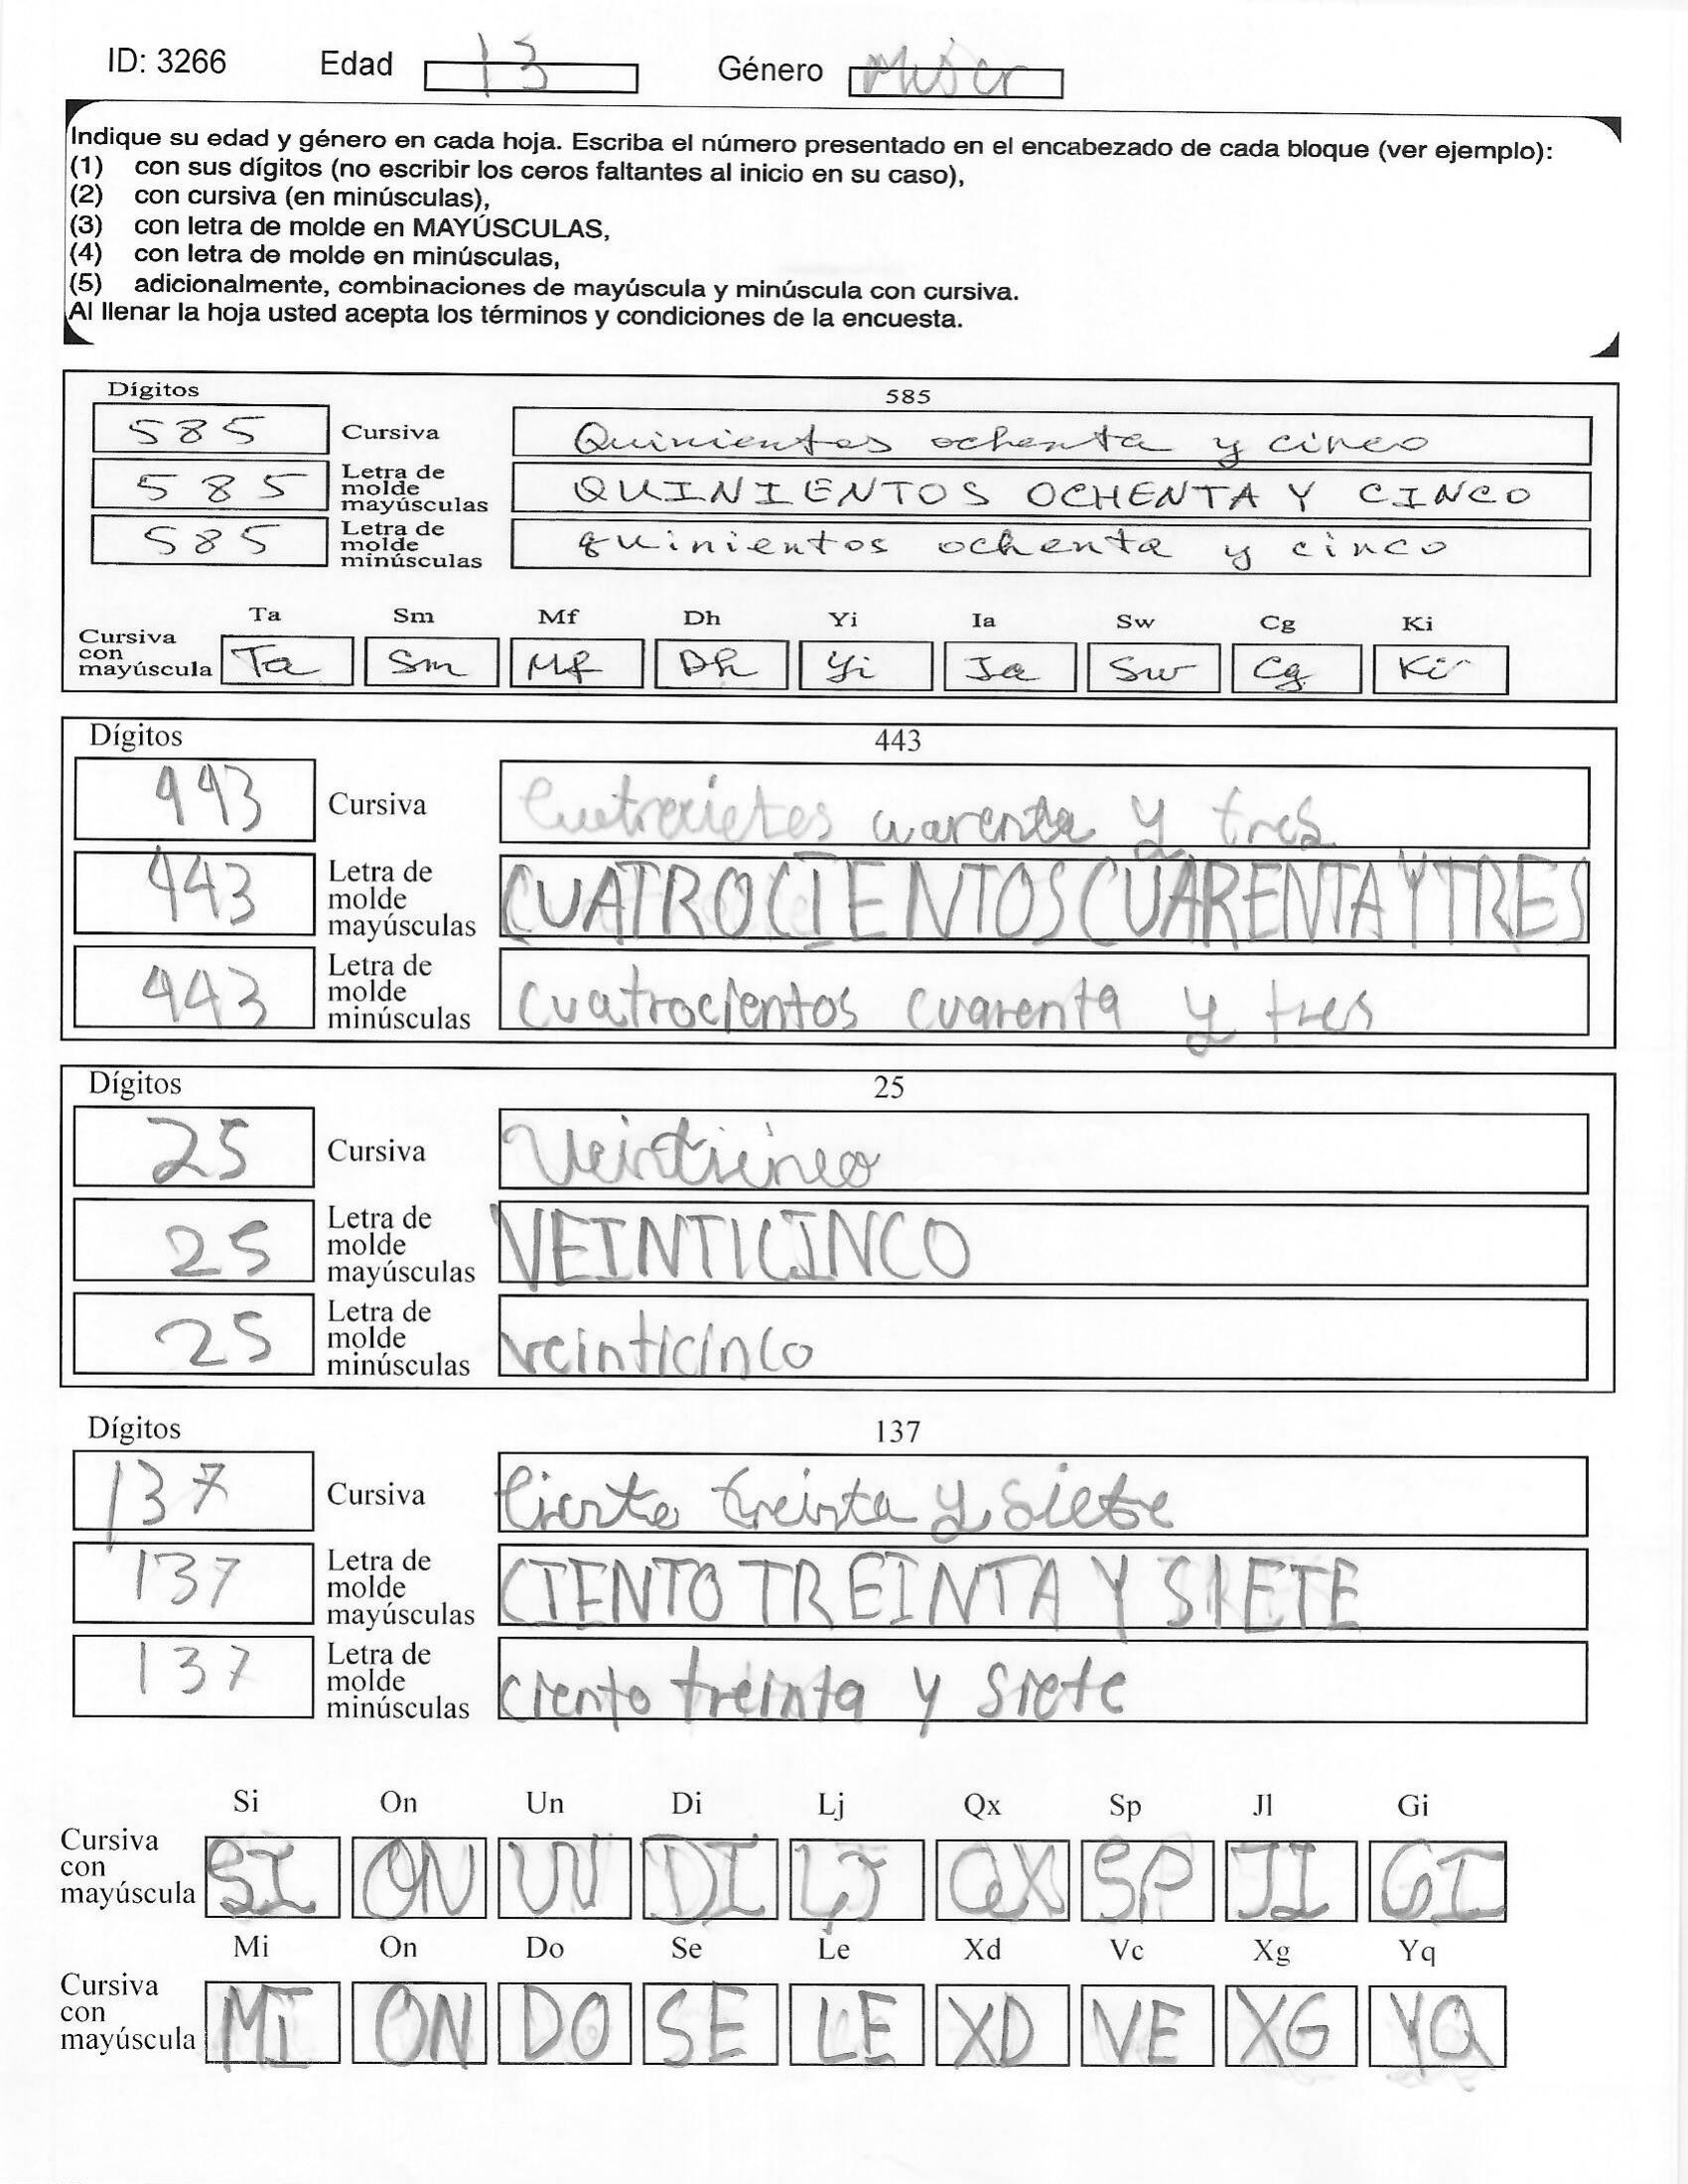 ID: 3266 Edad 13 Género
Indique su edad y género en cada hoja. Escriba el número presentado en el encabezado de cada bloque (ver ejemplo):
(1) con sus dígitos (no escribir los ceros faltantes al inicio en su caso),
(2) con cursiva (en minúsculas),
(3) con letra de molde en MAYÚSCULAS,
(4) con letra de molde en minúsculas,
(5) adicionalmente, combinaciones de mayúscula y minúscula con cursiva.
Al llenar la hoja usted acepta los términos y condiciones de la encuesta.
Dígitos 585
585 Cursiva Quinientos ochenta y cinco
585 Letra de molde mayúsculas QUINIENTOS OCHENTA Y CINCO
585 Letra de molde minúsculas quinientos ochenta y cinco
Ta Sm Mf Dh Yi Ia Sw Cg Ki
Cursiva con mayúscula Ta Sm Mf Dh Yi Ia Sw Cg Ki
Dígitos 443
443 Cursiva cuarenta y tres
443 Letra de molde mayúsculas CUATROCIENTOS CUARENTA Y TRES
443 Letra de molde minúsculas cuatrocientos cuarenta y tres
Dígitos 25
25 Cursiva Veinticinco
25 Letra de molde mayúsculas VEINTICINCO
25 Letra de molde minúsculas veinticinco
Dígitos 137
137 Cursiva Ciento treinta y siete
137 Letra de molde mayúsculas CIENTO TREINTA Y SIETE
137 Letra de molde minúsculas ciento treinta y siete
Si On Un Di Lj Qx Sp Jl Gi
Cursiva con mayúscula SI ON UN DI LJ QX SP JI GI
Mi On Do Se Le Xd Vc Xg Yq
Cursiva con mayúscula MI ON DO SE LE XD VE XG YQ